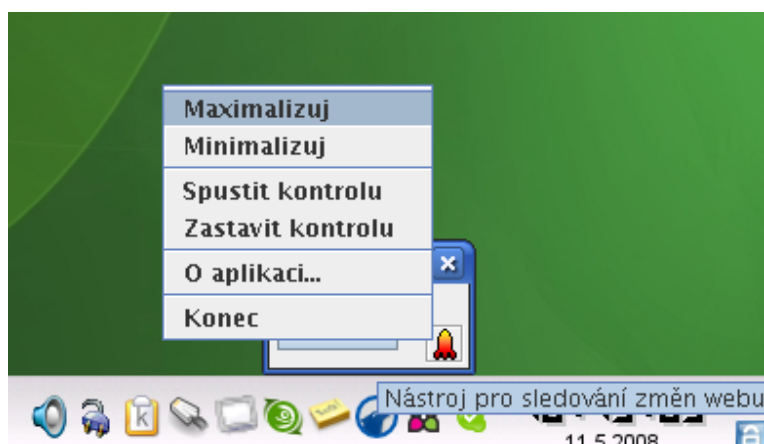 Maximalizuj
Minimalizuj
Spustit kontrolu
Zastavit kontrolu
O aplikaci...
Konec
Nástroj pro sledování změn webu
11.5.2008